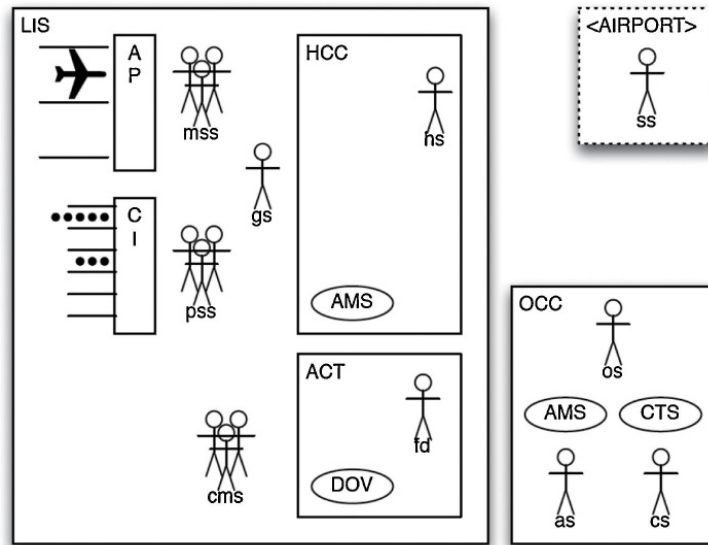 LIS
A
P
mss
gs
C
I
pss
cms
HCC
hs
AMS
ACT
fd
DOV
<AIRPORT>
ss
OCC
os
AMS
CTS
as
cs